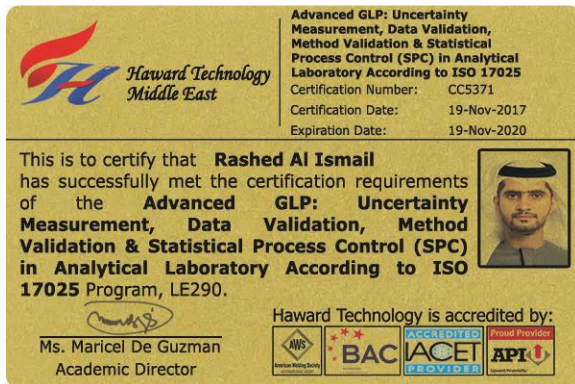 Haward Technology
Middle East
Advanced GLP: Uncertainty
Measurement, Data Validation,
Method Validation & Statistical
Process Control (SPC) in Analytical
Laboratory According to ISO 17025
Certification Number: CC5371
Certification Date: 19-Nov-2017
Expiration Date: 19-Nov-2020
This is to certify that Rashed Al Ismail
has successfully met the certification requirements
of the Advanced GLP: Uncertainty
Measurement, Data Validation, Method
Validation & Statistical Process Control (SPC)
in Analytical Laboratory According to ISO
17025 Program, LE290.
Ms. Maricel De Guzman
Academic Director
Haward Technology is accredited by:
AWS
American Welding Society
BAC
ACCREDITED
IACET
PROVIDER
Proud Provider
API